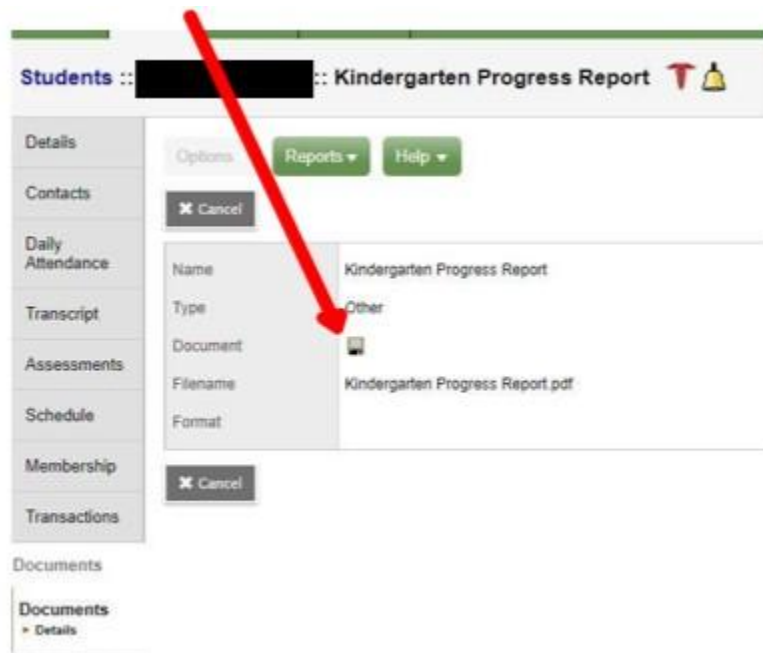 Students :: :: Kindergarten Progress Report
Details
Contacts
Daily
Attendance
Transcript
Assessments
Schedule
Membership
Transactions
Documents
Documents
Details
Options
Reports
Help
Cancel
Name
Kindergarten Progress Report
Type
Other
Document
Filename
Kindergarten Progress Report.pdf
Format
Cancel